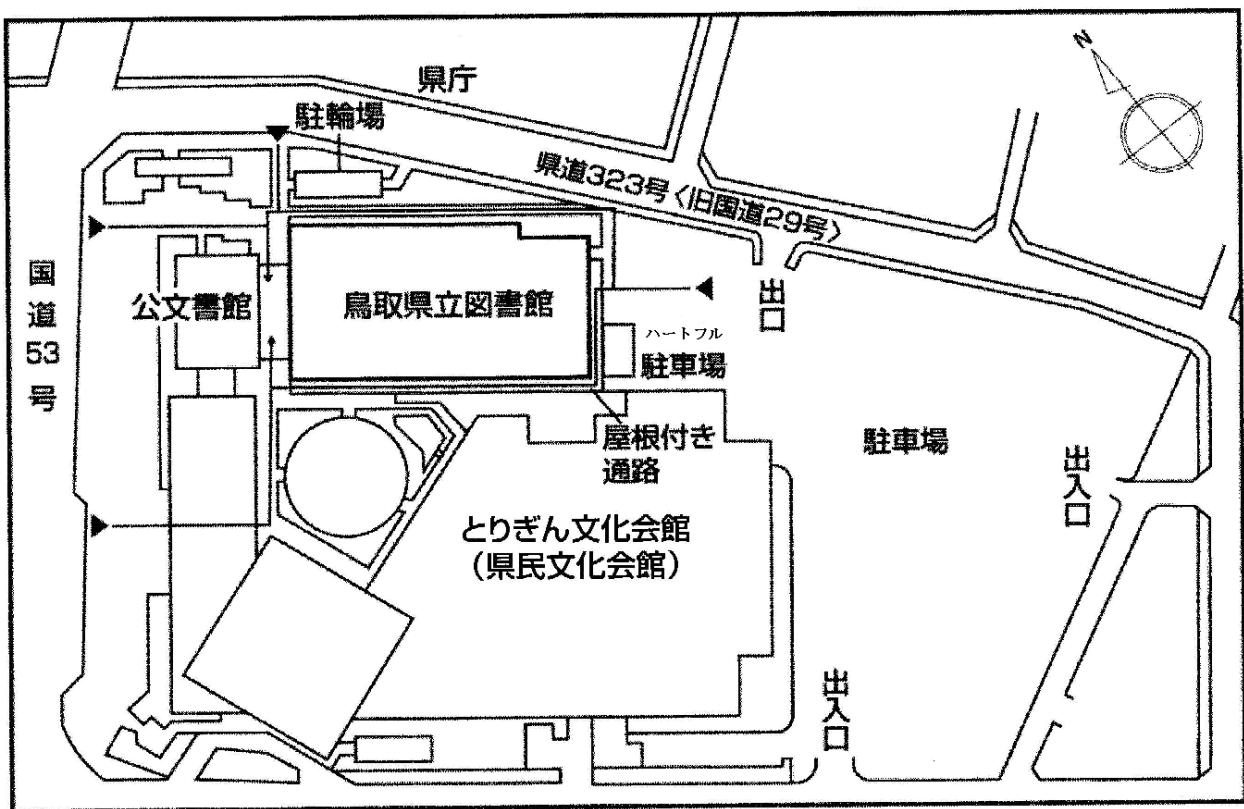 N
県庁
駐輪場
県道323号〈旧国道29号〉
国道53号
公文書館
鳥取県立図書館
出口
ハートフル
駐車場
屋根付き
通路
駐車場
出入口
とりぎん文化会館
(県民文化会館)
出入口